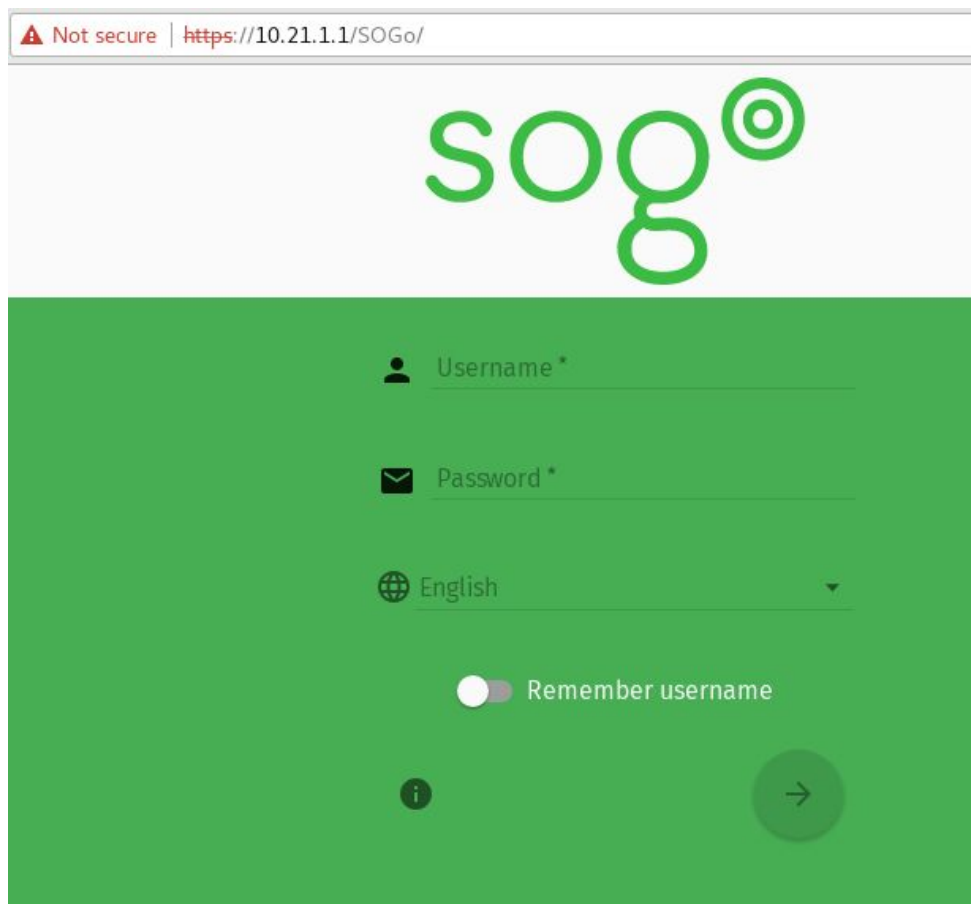 Not secure | https://10.21.1.1/SOGo/
sogo
Username *
Password *
English
Remember username